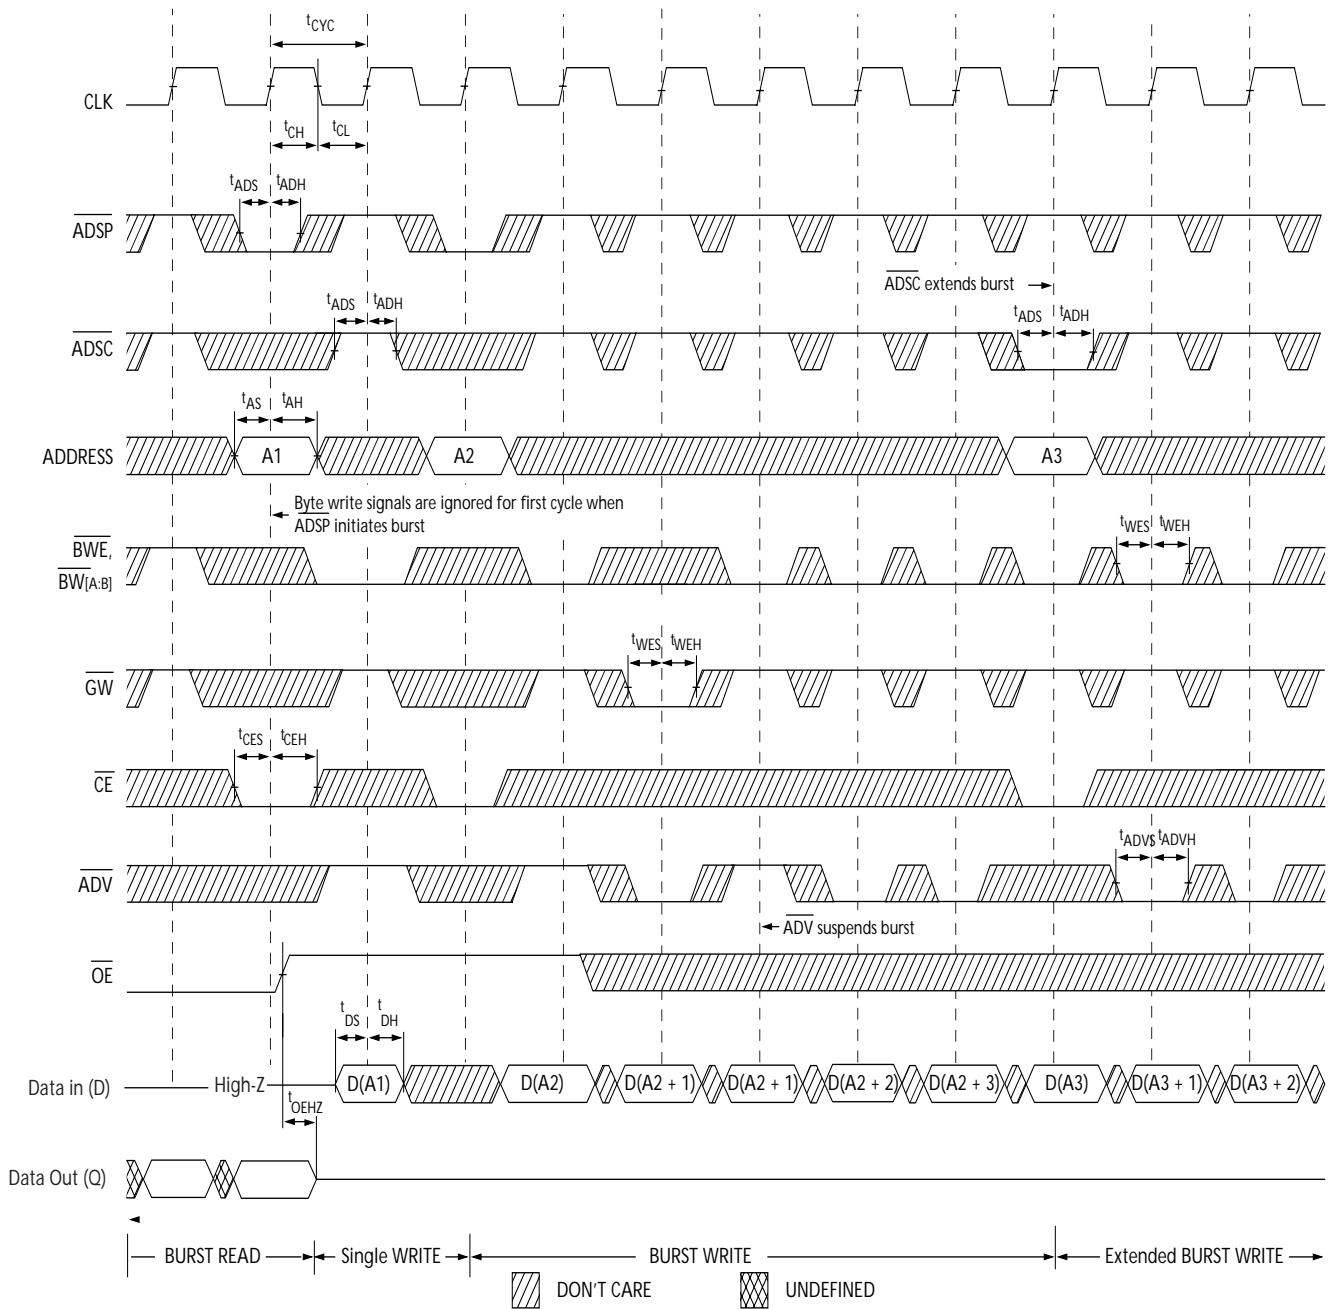 tCYC
CLK
tCH tCL
tADS tADH
ADSP
ADSC extends burst
tADS tADH
tADS tADH
ADSC
tAS tAH
ADDRESS A1 A2 A3
Byte write signals are ignored for first cycle when
ADSP initiates burst
tWES tWEH
BWE,
BW[A:B]
tWES tWEH
GW
tCES tCEH
CE
tADVS tADVH
ADV
ADV suspends burst
OE
tDS tDH
Data in (D) High-Z D(A1) D(A2) D(A2 + 1) D(A2 + 1) D(A2 + 2) D(A2 + 3) D(A3) D(A3 + 1) D(A3 + 2)
tOEHZ
Data Out (Q)
BURST READ Single WRITE BURST WRITE Extended BURST WRITE
DON'T CARE UNDEFINED